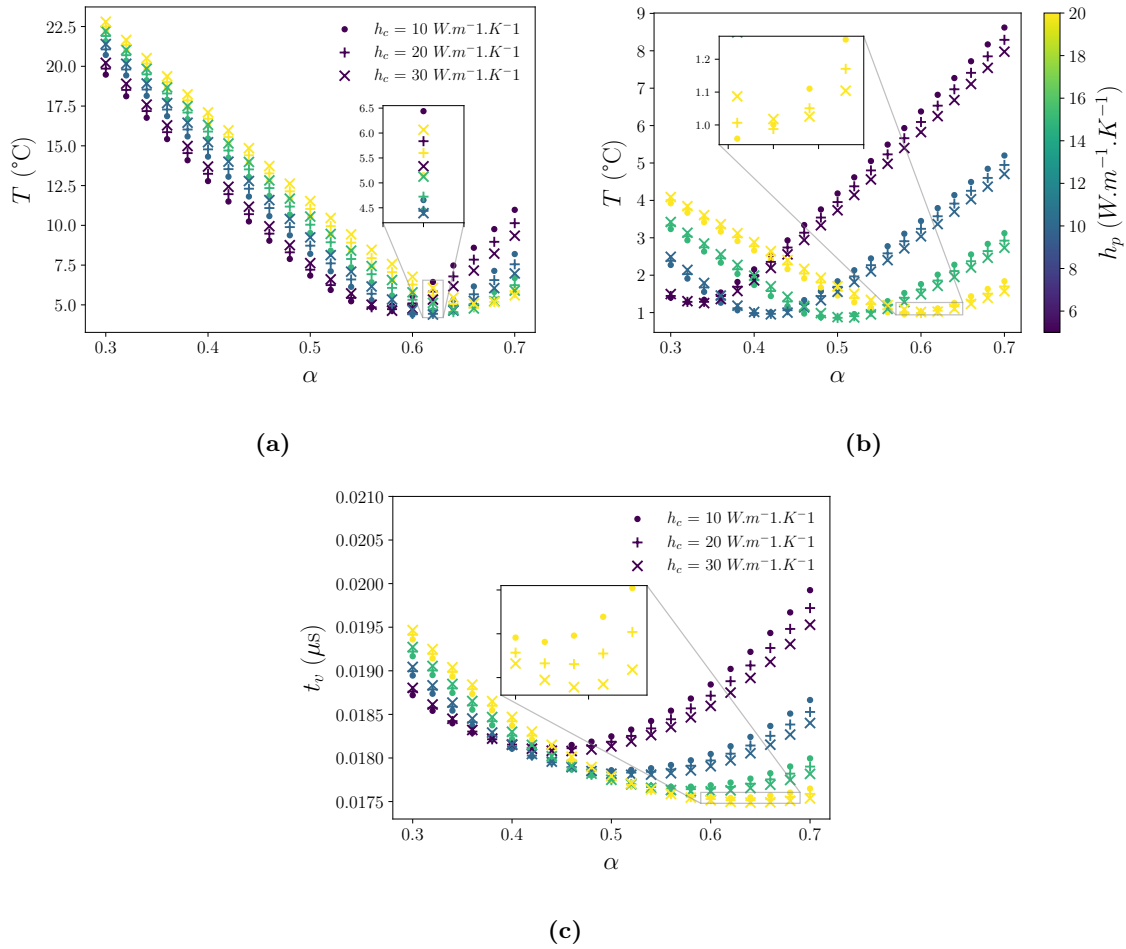 22.5
20.0
17.5
15.0
12.5
10.0
7.5
5.0
T (°C)
h_c = 10 W.m⁻1.K⁻1
h_c = 20 W.m⁻1.K⁻1
h_c = 30 W.m⁻1.K⁻1
6.5
6.0
5.5
5.0
4.5
0.3 0.4 0.5 0.6 0.7
α
(a)
9
8
7
6
5
4
3
2
1
T (°C)
1.2
1.1
1.0
0.3 0.4 0.5 0.6 0.7
α
(b)
20
18
16
14
12
10
8
6
h_p (W.m⁻¹.K⁻¹)
0.0210
0.0205
0.0200
0.0195
0.0190
0.0185
0.0180
0.0175
t_v (μs)
h_c = 10 W.m⁻1.K⁻1
h_c = 20 W.m⁻1.K⁻1
h_c = 30 W.m⁻1.K⁻1
0.3 0.4 0.5 0.6 0.7
α
(c)